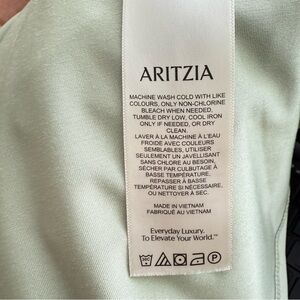 ARITZIA
MACHINE WASH COLD WITH LIKE
COLOURS, ONLY NON-CHLORINE
BLEACH WHEN NEEDED,
TUMBLE DRY LOW, COOL IRON
ONLY IF NEEDED, OR DRY
CLEAN.
LAVER À LA MACHINE À L'EAU
FROIDE AVEC COULEURS
SEMBLABLES, UTILISER
SEULEMENT UN JAVELLISANT
SANS CHLORE AU BESOIN,
SÉCHER PAR CULBUTAGE À
BASSE TEMPÉRATURE,
REPASSER À BASSE
TEMPÉRATURE SI NÉCESSAIRE,
OU NETTOYER À SEC.
MADE IN VIETNAM
FABRIQUÉ AU VIETNAM
Everyday Luxury.
To Elevate Your World.™
P